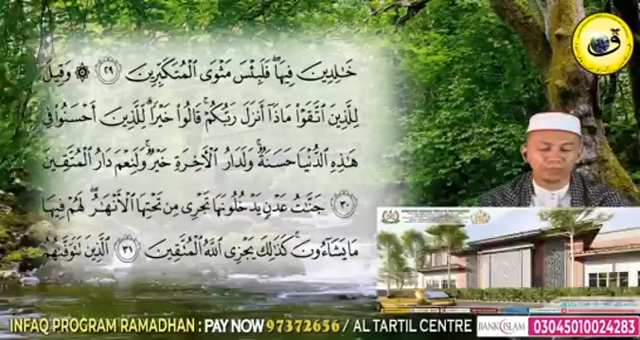 خَٰلِدِينَ فِيهَاۖ فَلَبِئۡسَ مَثۡوَى ٱلۡمُتَكَبِّرِينَ ٢٩ ۞ وَقِيلَ
لِلَّذِينَ ٱتَّقَوۡاْ مَاذَآ أَنزَلَ رَبُّكُمۡۚ قَالُواْ خَيۡرٗاۗ لِّلَّذِينَ أَحۡسَنُواْ فِي
هَٰذِهِ ٱلدُّنۡيَا حَسَنَةٞۚ وَلَدَارُ ٱلۡأٓخِرَةِ خَيۡرٞۚ وَلَنِعۡمَ دَارُ ٱلۡمُتَّقِينَ
٣٠ جَنَّٰتُ عَدۡنٖ يَدۡخُلُونَهَا تَجۡرِي مِن تَحۡتِهَا ٱلۡأَنۡهَٰرُۖ لَهُمۡ فِيهَا
مَا يَشَآءُونَۚ كَذَٰلِكَ يَجۡزِي ٱللَّهُ ٱلۡمُتَّقِينَ ٣١ ٱلَّذِينَ تَتَوَفَّىٰهُمُ
INFAQ PROGRAM RAMADHAN : PAY NOW 97372656 / AL TARTIL CENTRE BANK ISLAM 03045010024283